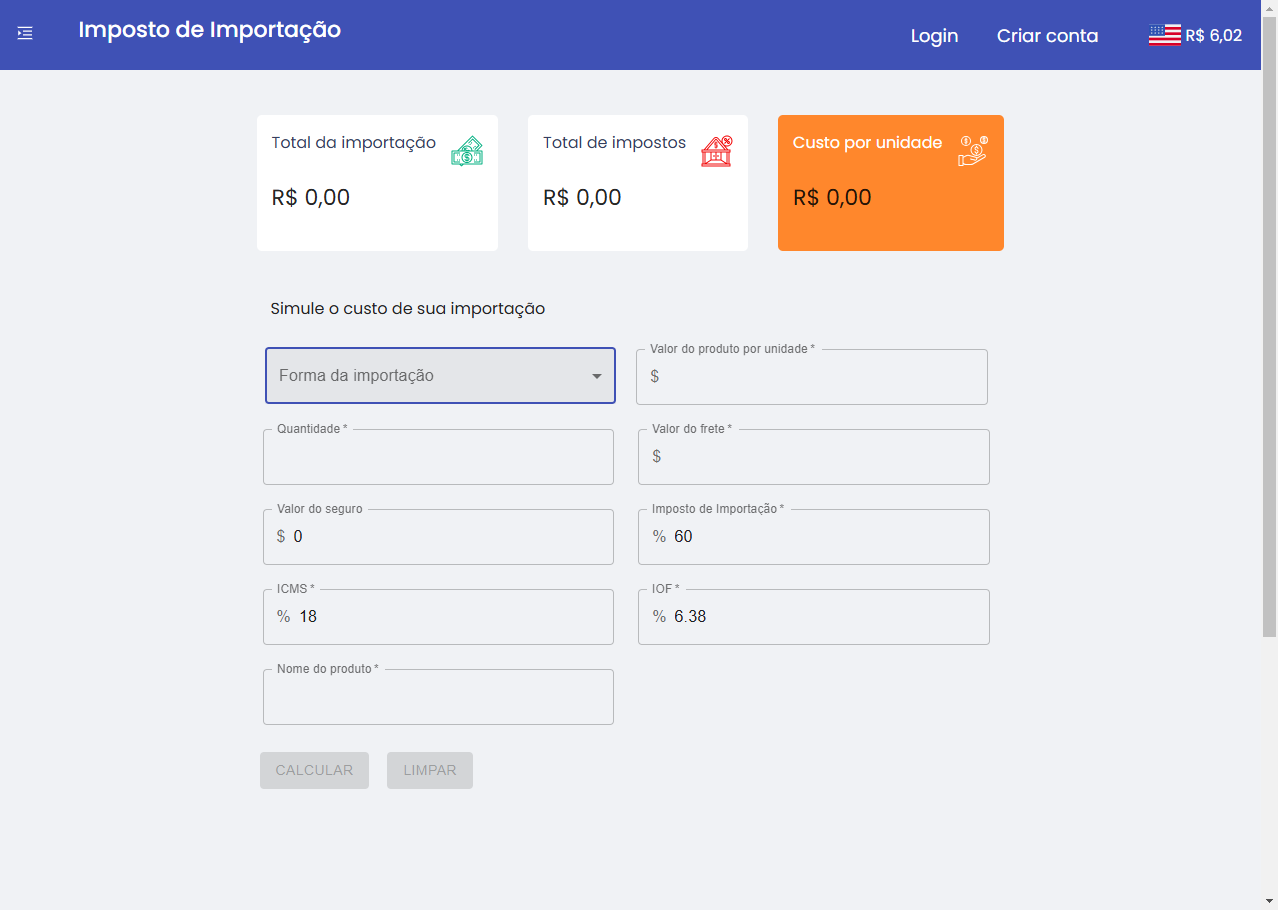 Imposto de Importação
Login
Criar conta
R$ 6,02
Total da importação
R$ 0,00
Total de impostos
R$ 0,00
Custo por unidade
R$ 0,00
Simule o custo de sua importação
Forma da importação
Valor do produto por unidade *
$
Quantidade *
Valor do frete *
$
Valor do seguro
$ 0
Imposto de Importação *
% 60
ICMS *
% 18
IOF *
% 6.38
Nome do produto *
CALCULAR
LIMPAR